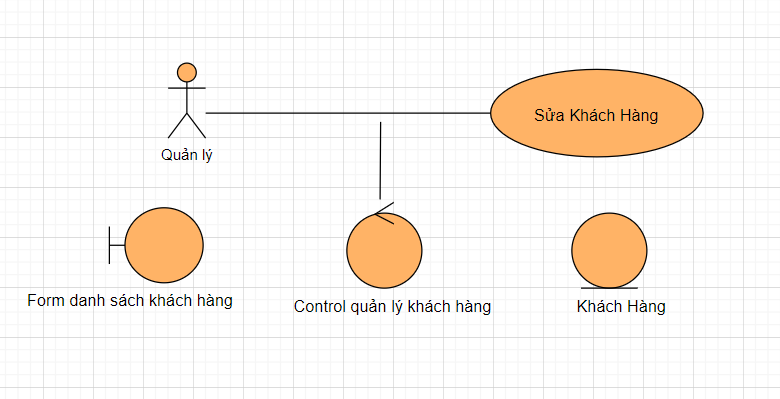 Sửa Khách Hàng
Quản lý
Form danh sách khách hàng
Control quản lý khách hàng
Khách Hàng